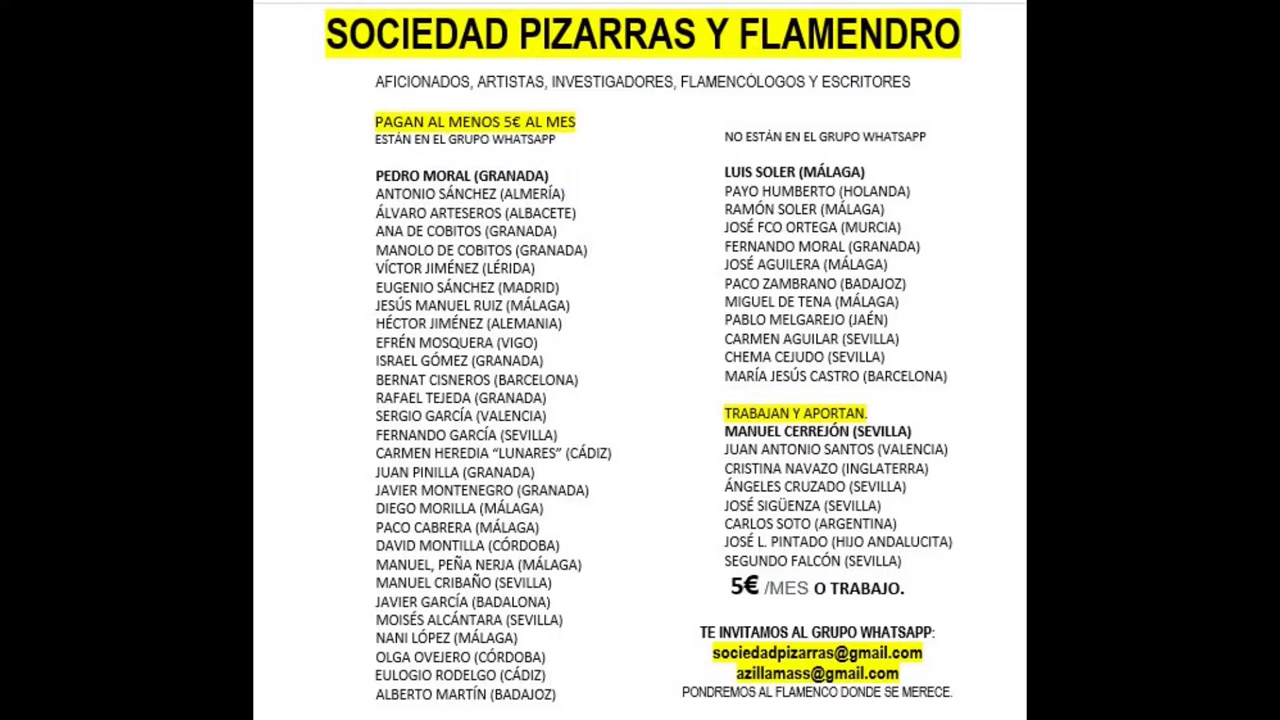 SOCIEDAD PIZARRAS Y FLAMENDRO
AFICIONADOS, ARTISTAS, INVESTIGADORES, FLAMENCÓLOGOS Y ESCRITORES
PAGAN AL MENOS 5€ AL MES
ESTÁN EN EL GRUPO WHATSAPP
PEDRO MORAL (GRANADA)
ANTONIO SÁNCHEZ (ALMERÍA)
ÁLVARO ARTESEROS (ALBACETE)
ANA DE COBITOS (GRANADA)
MANOLO DE COBITOS (GRANADA)
VÍCTOR JIMÉNEZ (LÉRIDA)
EUGENIO SÁNCHEZ (MADRID)
JESÚS MANUEL RUIZ (MÁLAGA)
HÉCTOR JIMÉNEZ (ALEMANIA)
EFRÉN MOSQUERA (VIGO)
ISRAEL GÓMEZ (GRANADA)
BERNAT CISNEROS (BARCELONA)
RAFAEL TEJEDA (GRANADA)
SERGIO GARCÍA (VALENCIA)
FERNANDO GARCÍA (SEVILLA)
CARMEN HEREDIA “LUNARES” (CÁDIZ)
JUAN PINILLA (GRANADA)
JAVIER MONTENEGRO (GRANADA)
DIEGO MORILLA (MÁLAGA)
PACO CABRERA (MÁLAGA)
DAVID MONTILLA (CÓRDOBA)
MANUEL, PEÑA NERJA (MÁLAGA)
MANUEL CRIBAÑO (SEVILLA)
JAVIER GARCÍA (BADALONA)
MOISÉS ALCÁNTARA (SEVILLA)
NANI LÓPEZ (MÁLAGA)
OLGA OVEJERO (CÓRDOBA)
EULOGIO RODELGO (CÁDIZ)
ALBERTO MARTÍN (BADAJOZ)
NO ESTÁN EN EL GRUPO WHATSAPP
LUIS SOLER (MÁLAGA)
PAYO HUMBERTO (HOLANDA)
RAMÓN SOLER (MÁLAGA)
JOSÉ FCO ORTEGA (MURCIA)
FERNANDO MORAL (GRANADA)
JOSÉ AGUILERA (MÁLAGA)
PACO ZAMBRANO (BADAJOZ)
MIGUEL DE TENA (MÁLAGA)
PABLO MELGAREJO (JAÉN)
CARMEN AGUILAR (SEVILLA)
CHEMA CEJUDO (SEVILLA)
MARÍA JESÚS CASTRO (BARCELONA)
TRABAJAN Y APORTAN.
MANUEL CERREJÓN (SEVILLA)
JUAN ANTONIO SANTOS (VALENCIA)
CRISTINA NAVAZO (INGLATERRA)
ÁNGELES CRUZADO (SEVILLA)
JOSÉ SIGÜENZA (SEVILLA)
CARLOS SOTO (ARGENTINA)
JOSÉ L. PINTADO (HIJO ANDALUCITA)
SEGUNDO FALCÓN (SEVILLA)
5€ /MES O TRABAJO.
TE INVITAMOS AL GRUPO WHATSAPP:
sociedadpizarras@gmail.com
azillamass@gmail.com
PONDREMOS AL FLAMENCO DONDE SE MERECE.